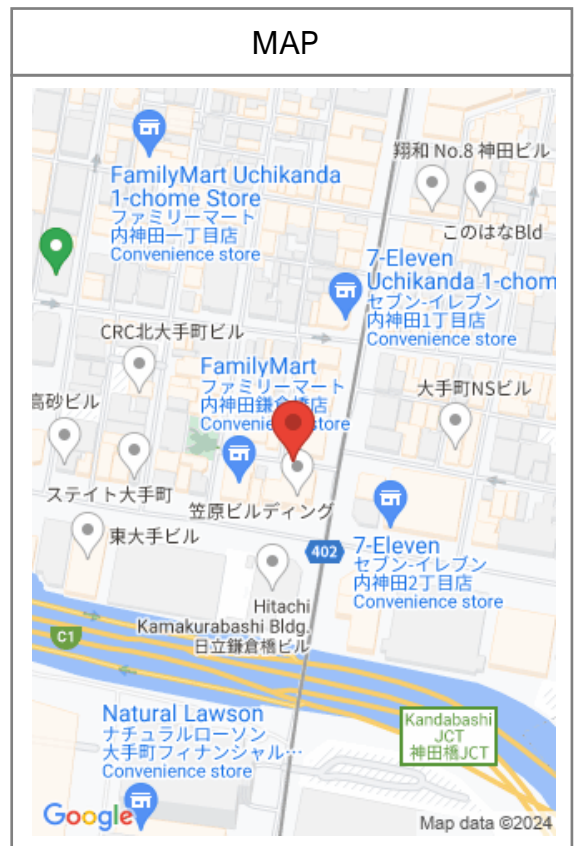 MAP
FamilyMart Uchikanda
1-chome Store
ファミリーマート
内神田一丁目店
Convenience store
翔和 No.8 神田ビル
このはなBld
7-Eleven
Uchikanda 1-chom
セブン-イレブン
内神田1丁目店
Convenience store
CRC北大手町ビル
FamilyMart
ファミリーマート
内神田鎌倉橋店
Convenie store
大手町NSビル
高砂ビル
ステイト大手町
笠原ビルディング
東大手ビル
402
7-Eleven
セブン-イレブン
内神田2丁目店
Convenience store
Hitachi
Kamakurabashi Bldg.
日立鎌倉橋ビル
C1
Natural Lawson
ナチュラルローソン
大手町フィナンシャル…
Convenience store
Kandabashi
JCT
神田橋JCT
Google
Map data ©2024